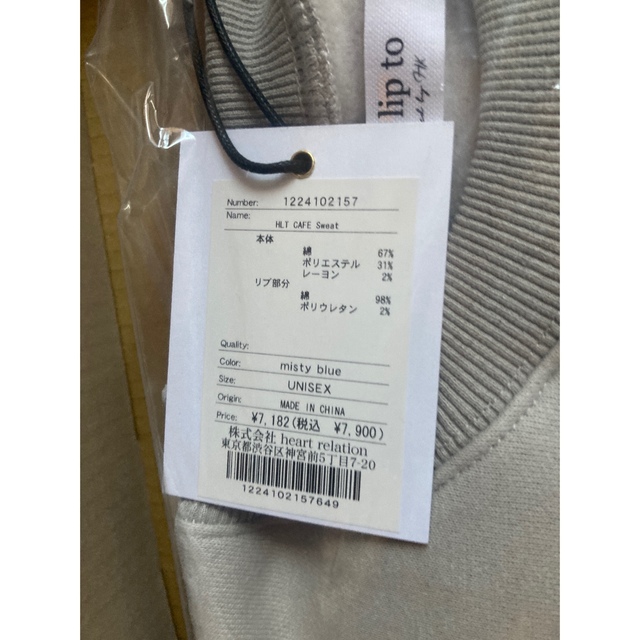 lip to
Number: 1224102157
Name: HLT CAFE Sweat
本体
綿 67%
ポリエステル 31%
レーヨン 2%
リブ部分
綿 98%
ポリウレタン 2%
Quality:
Color: misty blue
Size: UNISEX
Origin: MADE IN CHINA
Price: ¥7,182(税込 ¥7,900)
株式会社 heart relation
東京都渋谷区神宮前5丁目7-20
1224102157649